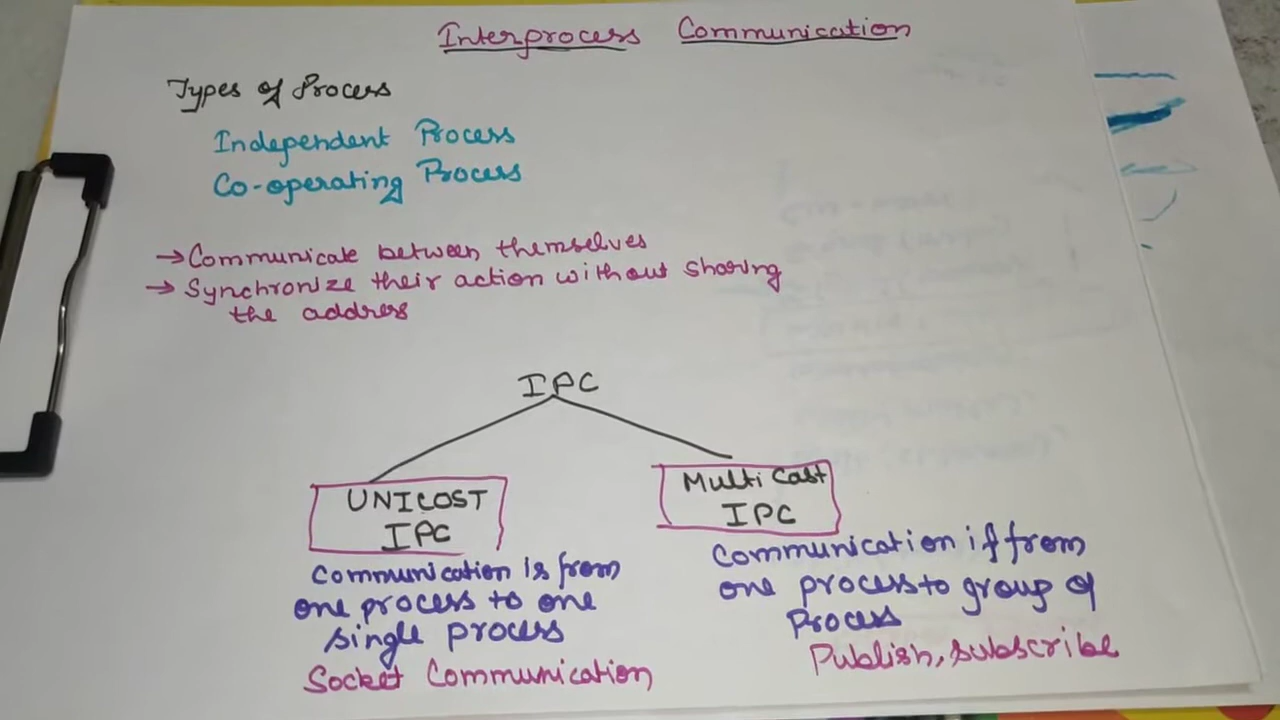 Interprocess Communication
Types of Process
Independent Process
Co-operating Process
→ Communicate between themselves
→ Synchronize their action without sharing
the address
IPC
UNICOST
IPC
Multi Cast
IPC
Communication is from
one process to one
single process
Socket Communication
Communication if from
one process to group of
Process
Publish, subscribe